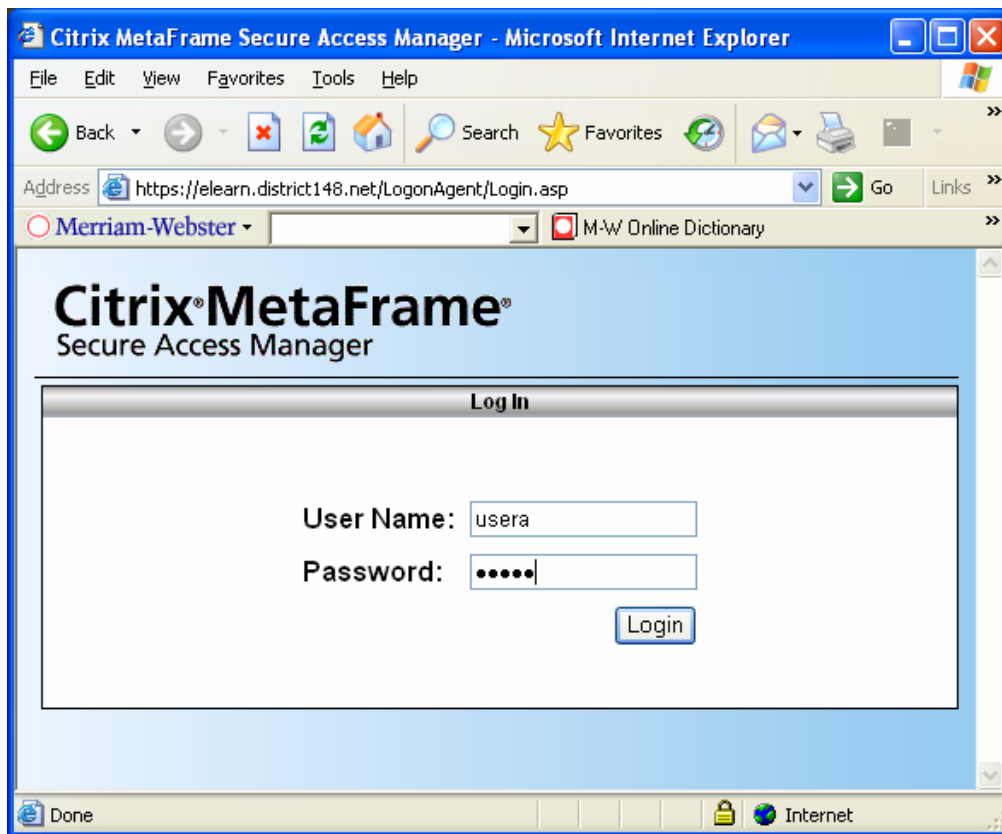 Citrix MetaFrame Secure Access Manager - Microsoft Internet Explorer
File Edit View Favorites Tools Help
Back Search Favorites »
Address https://elearn.district148.net/LogonAgent/Login.asp Go Links »
Merriam-Webster M-W Online Dictionary »
Citrix®MetaFrame®
Secure Access Manager
Log In
User Name: usera
Password: •••••
Login
Done Internet